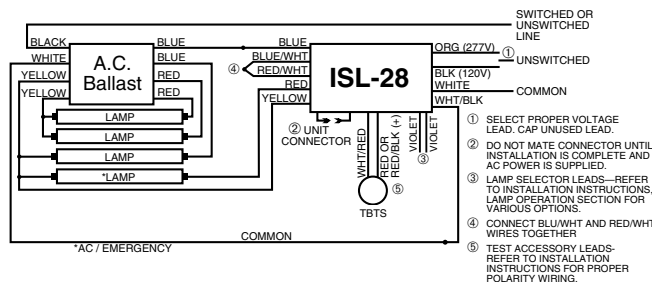 SWITCHED OR
UNSWITCHED
LINE
BLACK
BLUE
BLUE
ORG (277V)
①
WHITE
A.C.
Ballast
BLUE
BLUE/WHT
④
RED/WHT
ISL-28
UNSWITCHED
YELLOW
RED
BLK (120V)
RED
WHITE
COMMON
YELLOW
RED
YELLOW
WHT/BLK
LAMP
LAMP
LAMP
*LAMP
② UNIT
CONNECTOR
WHT/RED
RED OR
RED/BLK (+)
VIOLET
VIOLET
③
⑤
TBTS
COMMON
*AC / EMERGENCY
① SELECT PROPER VOLTAGE
LEAD. CAP UNUSED LEAD.
② DO NOT MATE CONNECTOR UNTIL
INSTALLATION IS COMPLETE AND
AC POWER IS SUPPLIED.
③ LAMP SELECTOR LEADS—REFER
TO INSTALLATION INSTRUCTIONS,
LAMP OPERATION SECTION FOR
VARIOUS OPTIONS.
④ CONNECT BLU/WHT AND RED/WHT
WIRES TOGETHER
⑤ TEST ACCESSORY LEADS-
REFER TO INSTALLATION
INSTRUCTIONS FOR PROPER
POLARITY WIRING.